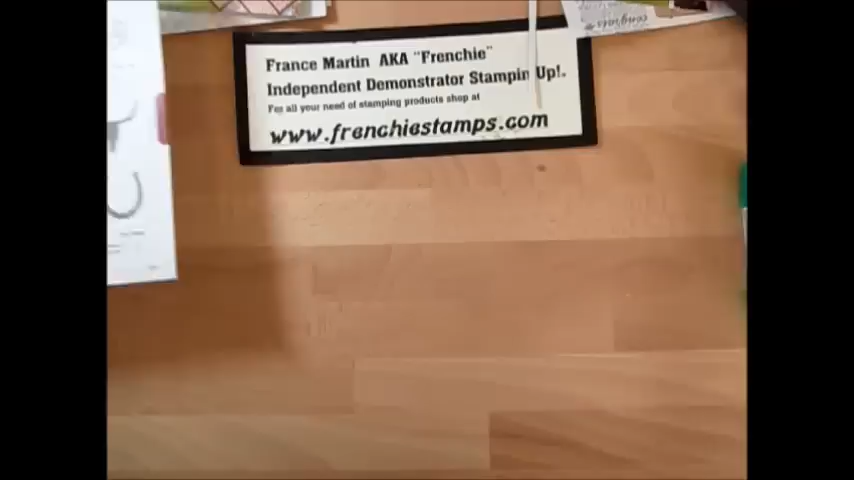 France Martin AKA "Frenchie"
Independent Demonstrator Stampin Up!.
For all your need of stamping products shop at
www.frenchiestamps.com
congrats